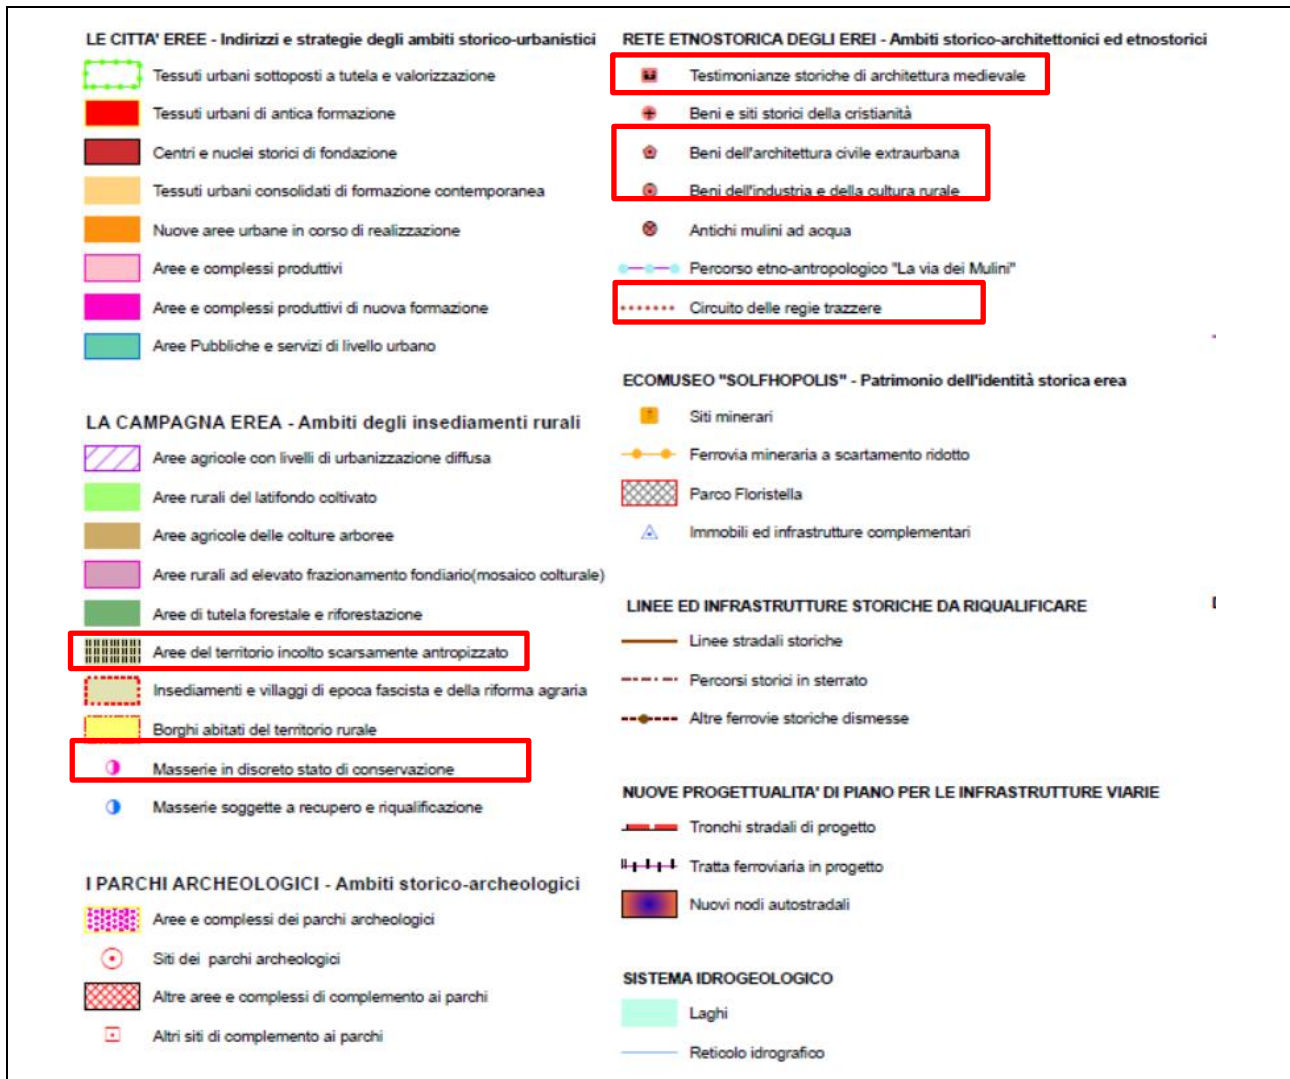 LE CITTA' EREE - Indirizzi e strategie degli ambiti storico-urbanistici
Tessuti urbani sottoposti a tutela e valorizzazione
Tessuti urbani di antica formazione
Centri e nuclei storici di fondazione
Tessuti urbani consolidati di formazione contemporanea
Nuove aree urbane in corso di realizzazione
Aree e complessi produttivi
Aree e complessi produttivi di nuova formazione
Aree Pubbliche e servizi di livello urbano
LA CAMPAGNA EREA - Ambiti degli insediamenti rurali
Aree agricole con livelli di urbanizzazione diffusa
Aree rurali del latifondo coltivato
Aree agricole delle colture arboree
Aree rurali ad elevato frazionamento fondiario(mosaico colturale)
Aree di tutela forestale e riforestazione
Aree del territorio incolto scarsamente antropizzato
Insediamenti e villaggi di epoca fascista e della riforma agraria
Borghi abitati del territorio rurale
Masserie in discreto stato di conservazione
Masserie soggette a recupero e riqualificazione
I PARCHI ARCHEOLOGICI - Ambiti storico-archeologici
Aree e complessi dei parchi archeologici
Siti dei parchi archeologici
Altre aree e complessi di complemento ai parchi
Altri siti di complemento ai parchi
RETE ETNOSTORICA DEGLI EREI - Ambiti storico-architettonici ed etnostorici
Testimonianze storiche di architettura medievale
Beni e siti storici della cristianità
Beni dell'architettura civile extraurbana
Beni dell'industria e della cultura rurale
Antichi mulini ad acqua
Percorso etno-antropologico "La via dei Mulini"
Circuito delle regie trazzere
ECOMUSEO "SOLFHOPOLIS" - Patrimonio dell'identità storica erea
Siti minerari
Ferrovia mineraria a scartamento ridotto
Parco Floristella
Immobili ed infrastrutture complementari
LINEE ED INFRASTRUTTURE STORICHE DA RIQUALIFICARE
Linee stradali storiche
Percorsi storici in sterrato
Altre ferrovie storiche dismesse
NUOVE PROGETTUALITA' DI PIANO PER LE INFRASTRUTTURE VIARIE
Tronchi stradali di progetto
Tratta ferroviaria in progetto
Nuovi nodi autostradali
SISTEMA IDROGEOLOGICO
Laghi
Reticolo idrografico